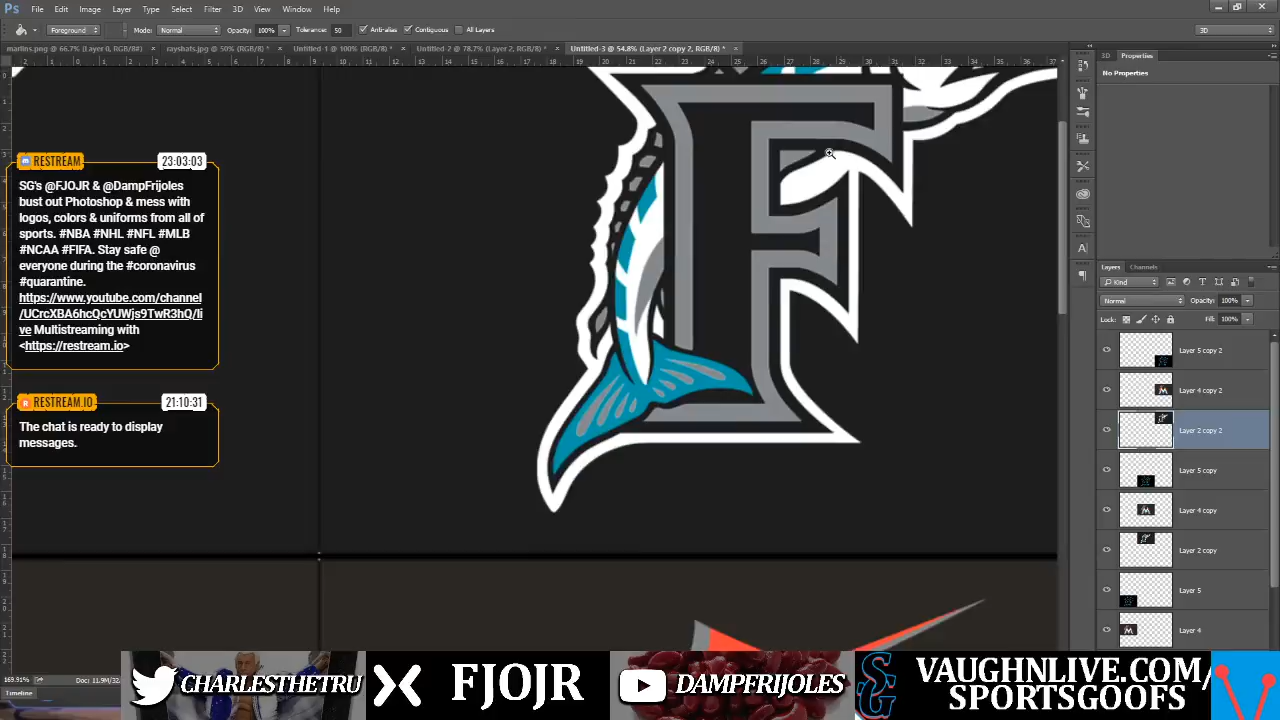 Ps File Edit Image Layer Type Select Filter 3D View Window Help
Foreground Mode: Normal Opacity: 100% Tolerance: 50 Anti-alias Contiguous All Layers 3D
marlins.png @ 66.7% (Layer 0, RGB/8#) × raysbats.jpg @ 50% (RGB/8) * × Untitled-1 @ 100% (RGB/8) * × Untitled-2 @ 78.7% (Layer 2, RGB/8) * × Untitled-3 @ 54.8% (Layer 2 copy 2, RGB/8) * ×
3D Properties
No Properties
RESTREAM 23:03:03
SG's @FJOJR & @DampFrijoles
bust out Photoshop & mess with
logos, colors & uniforms from all of
sports. #NBA #NHL #NFL #MLB
#NCAA #FIFA. Stay safe @
everyone during the #coronavirus
#quarantine.
https://www.youtube.com/channel
/UCrcXBA6hcQcYUWjs9TwR3hQ/li
ve Multistreaming with
<https://restream.io>
RESTREAM.IO 21:10:31
The chat is ready to display
messages.
F
Layers Channels
Kind
Normal Opacity: 100%
Lock: Fill: 100%
Layer 5 copy 2
Layer 4 copy 2
Layer 2 copy 2
Layer 5 copy
Layer 4 copy
Layer 2 copy
Layer 5
Layer 4
169.91% Doc: 11.9M/32
Timeline
CHARLESTHETRU FJOJR DAMPFRIJOLES VAUGHNLIVE.COM/
SPORTSGOOFS